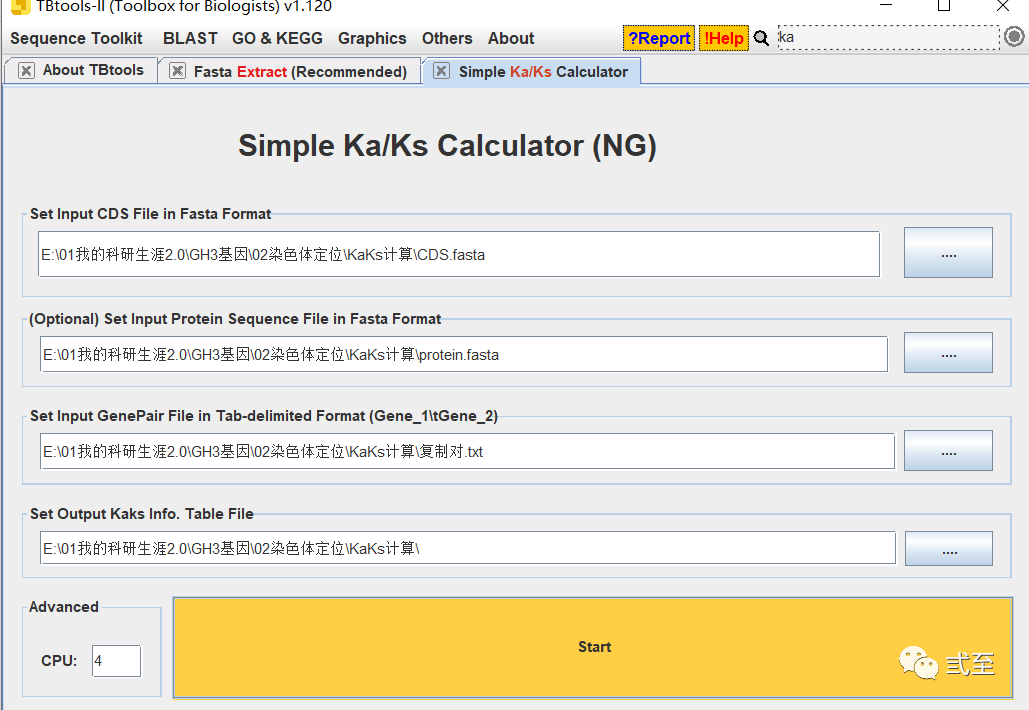 TBtools-II (Toolbox for Biologists) v1.120
Sequence Toolkit BLAST GO & KEGG Graphics Others About ?Report !Help ka
About TBtools Fasta Extract (Recommended) Simple Ka/Ks Calculator
Simple Ka/Ks Calculator (NG)
Set Input CDS File in Fasta Format
E:\01我的科研生涯2.0\GH3基因\02染色体定位\KaKs计算\CDS.fasta ....
(Optional) Set Input Protein Sequence File in Fasta Format
E:\01我的科研生涯2.0\GH3基因\02染色体定位\KaKs计算\protein.fasta ....
Set Input GenePair File in Tab-delimited Format (Gene_1\tGene_2)
E:\01我的科研生涯2.0\GH3基因\02染色体定位\KaKs计算\复制对.txt ....
Set Output Kaks Info. Table File
E:\01我的科研生涯2.0\GH3基因\02染色体定位\KaKs计算\ ....
Advanced
CPU: 4
Start
弍至